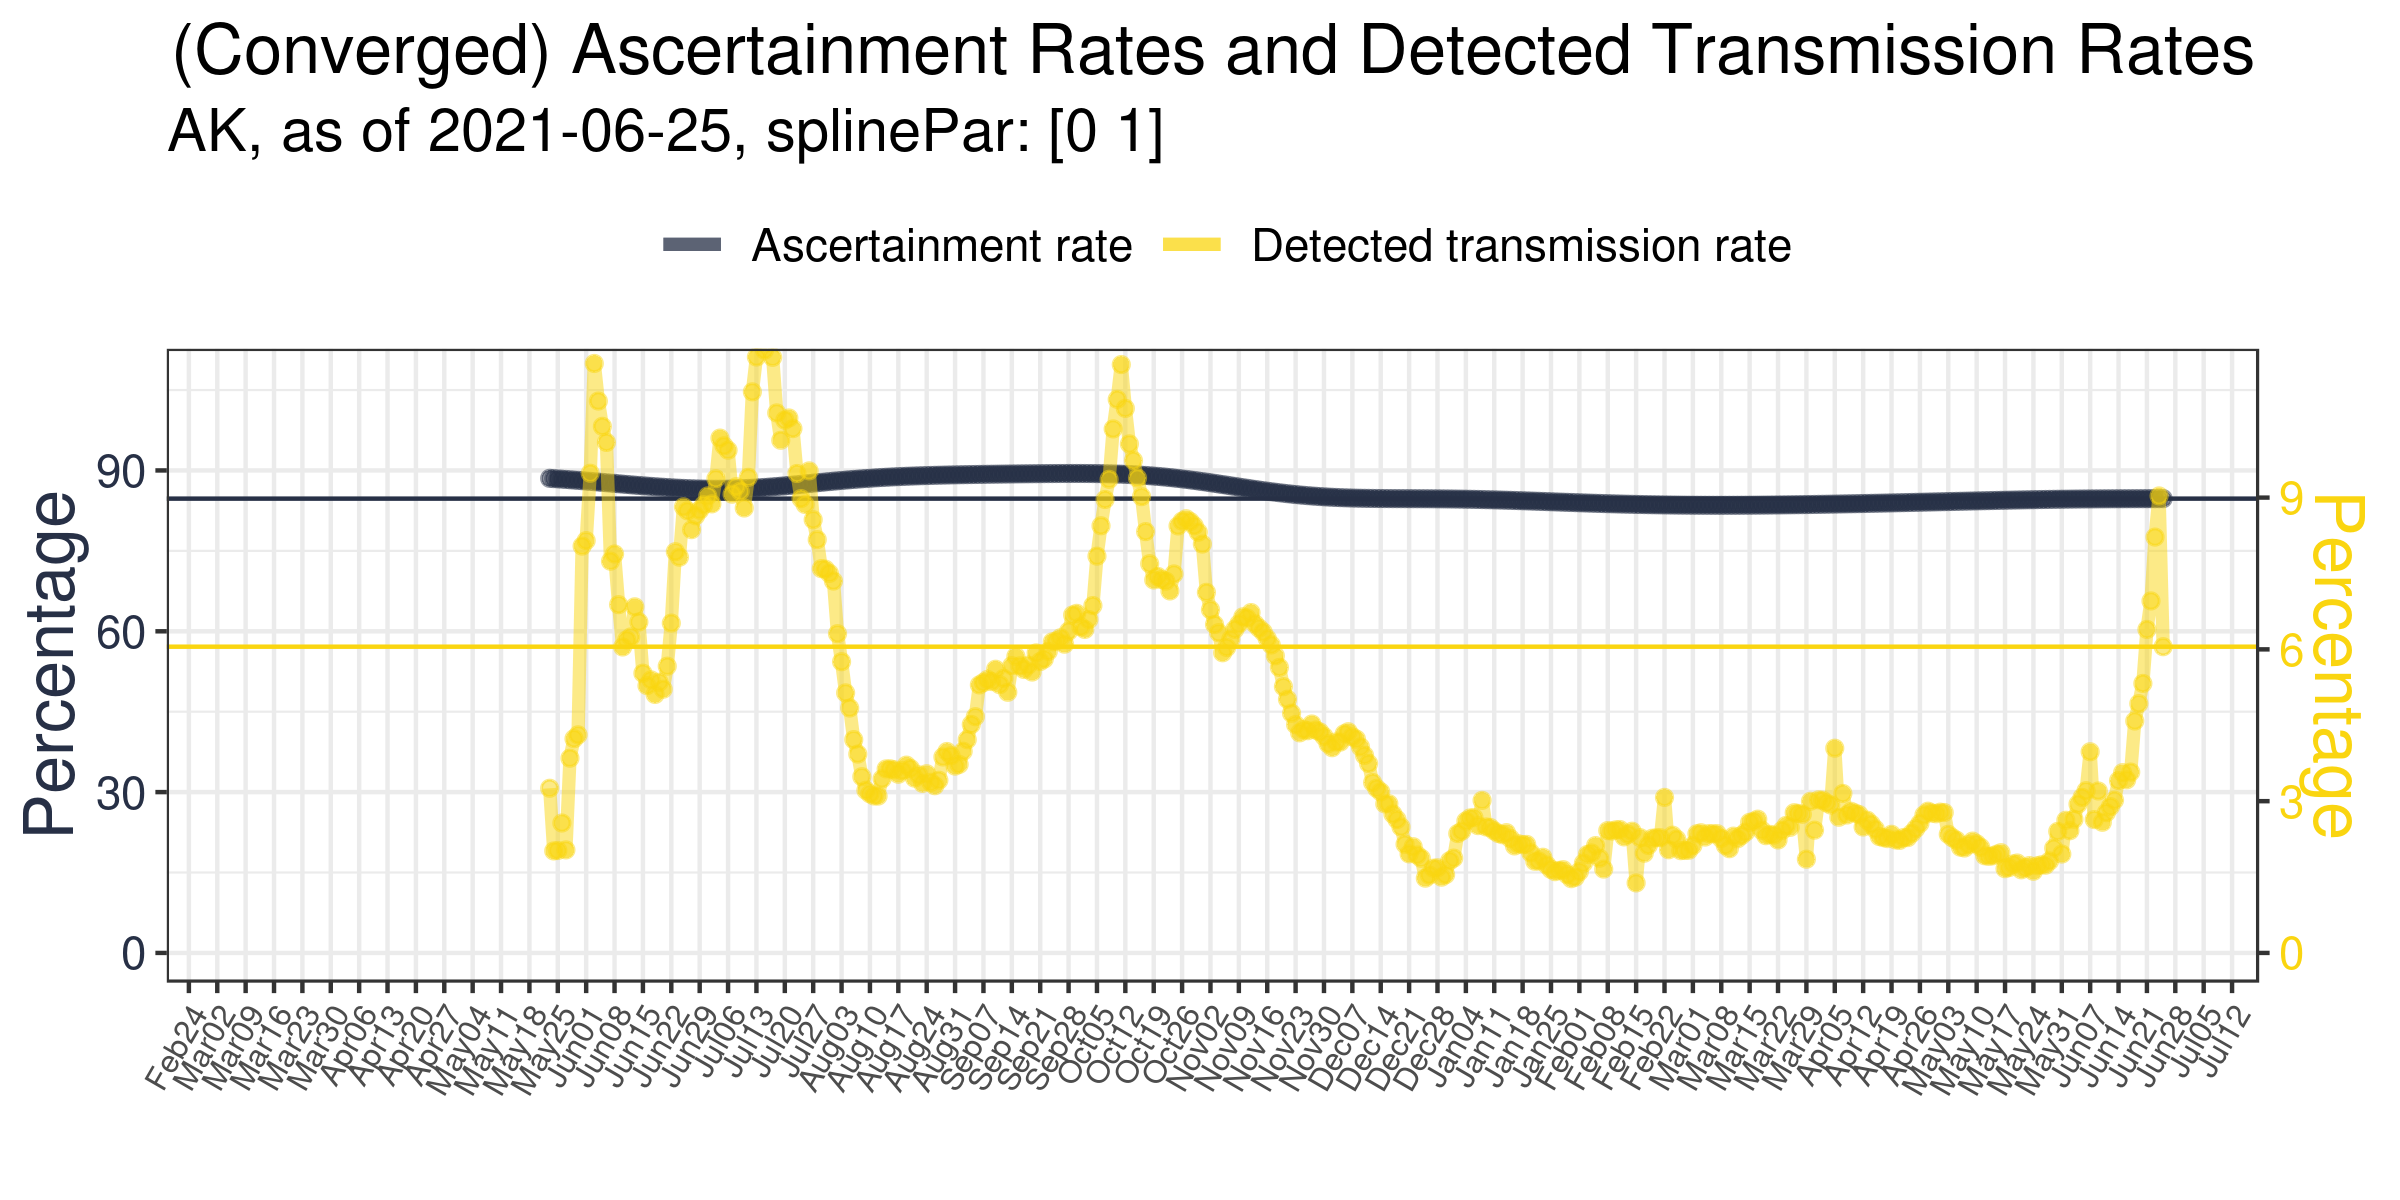 (Converged) Ascertainment Rates and Detected Transmission Rates
AK, as of 2021-06-25, splinePar: [0 1]
Ascertainment rate Detected transmission rate
Percentage
90
60
30
0
9
6
3
0
Percentage
Feb24
Mar02
Mar09
Mar16
Mar23
Mar30
Apr06
Apr13
Apr20
Apr27
May04
May11
May18
May25
Jun01
Jun08
Jun15
Jun22
Jun29
Jul06
Jul13
Jul20
Jul27
Aug03
Aug10
Aug17
Aug24
Aug31
Sep07
Sep14
Sep21
Sep28
Oct05
Oct12
Oct19
Oct26
Nov02
Nov09
Nov16
Nov23
Nov30
Dec07
Dec14
Dec21
Dec28
Jan04
Jan11
Jan18
Jan25
Feb01
Feb08
Feb15
Feb22
Mar01
Mar08
Mar15
Mar22
Mar29
Apr05
Apr12
Apr19
Apr26
May03
May10
May17
May24
May31
Jun07
Jun14
Jun21
Jun28
Jul05
Jul12